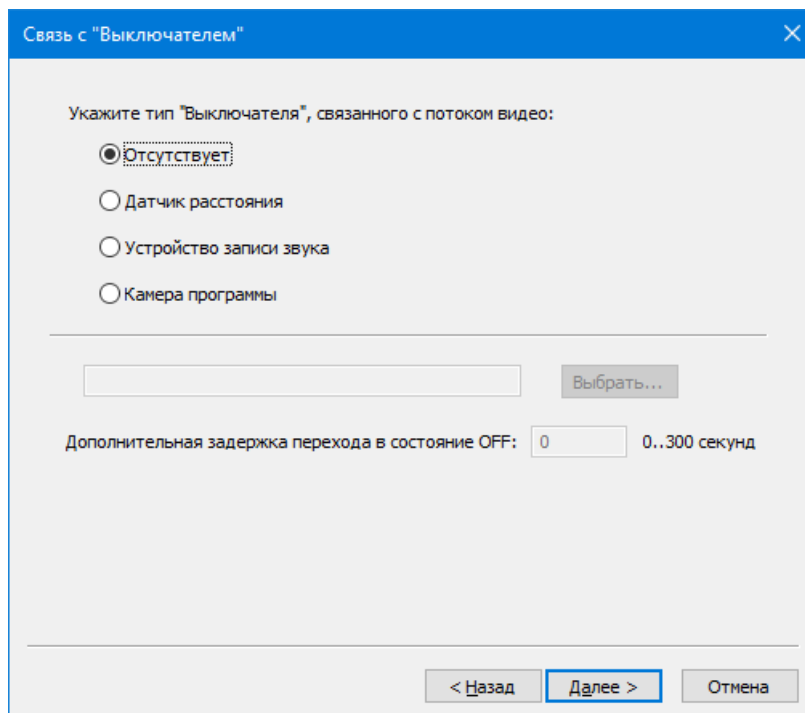 Связь с "Выключателем"
Укажите тип "Выключателя", связанного с потоком видео:
Отсутствует
Датчик расстояния
Устройство записи звука
Камера программы
Выбрать...
Дополнительная задержка перехода в состояние OFF: 0 0..300 секунд
< Назад Далее > Отмена